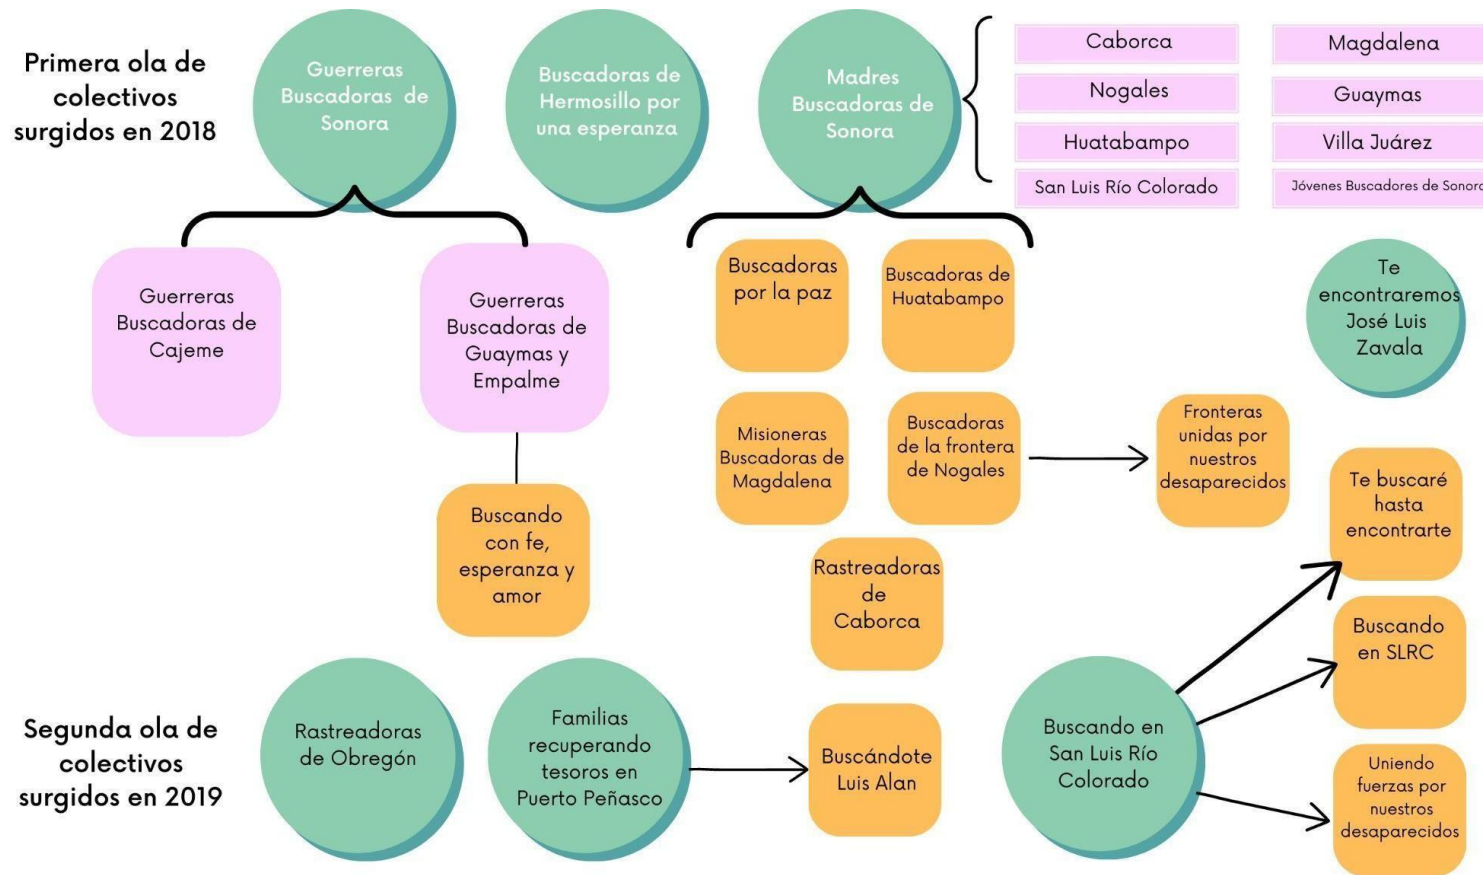 Primera ola de
colectivos
surgidos en 2018
Guerreras
Buscadoras de
Sonora
Buscadoras de
Hermosillo por
una esperanza
Madres
Buscadoras de
Sonora
Caborca
Magdalena
Nogales
Guaymas
Huatabampo
Villa Juárez
San Luis Río Colorado
Jóvenes Buscadores de Sonora
Guerreras
Buscadoras de
Cajeme
Guerreras
Buscadoras de
Guaymas y
Empalme
Buscadoras
por la paz
Buscadoras de
Huatabampo
Te
encontraremos
José Luis
Zavala
Misioneras
Buscadoras de
Magdalena
Buscadoras
de la frontera
de Nogales
Fronteras
unidas por
nuestros
desaparecidos
Te buscaré
hasta
encontrarte
Buscando
con fe,
esperanza y
amor
Rastreadoras
de
Caborca
Buscando
en SLRC
Segunda ola de
colectivos
surgidos en 2019
Rastreadoras
de Obregón
Familias
recuperando
tesoros en
Puerto Peñasco
Buscándote
Luis Alan
Buscando en
San Luis Río
Colorado
Uniendo
fuerzas por
nuestros
desaparecidos